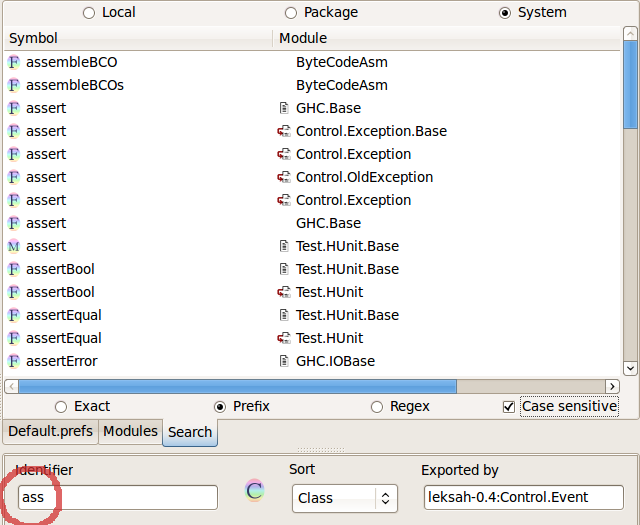 Local Package System
Symbol Module
F assembleBCO ByteCodeAsm
F assembleBCOs ByteCodeAsm
F assert GHC.Base
F assert Control.Exception.Base
F assert Control.Exception
F assert Control.OldException
F assert Control.Exception
F assert GHC.Base
M assert Test.HUnit.Base
F assertBool Test.HUnit.Base
F assertBool Test.HUnit
F assertEqual Test.HUnit.Base
F assertEqual Test.HUnit
F assertError GHC.IOBase
Exact Prefix Regex Case sensitive
Default.prefs Modules Search
Identifier Sort Exported by
ass C Class leksah-0.4:Control.Event